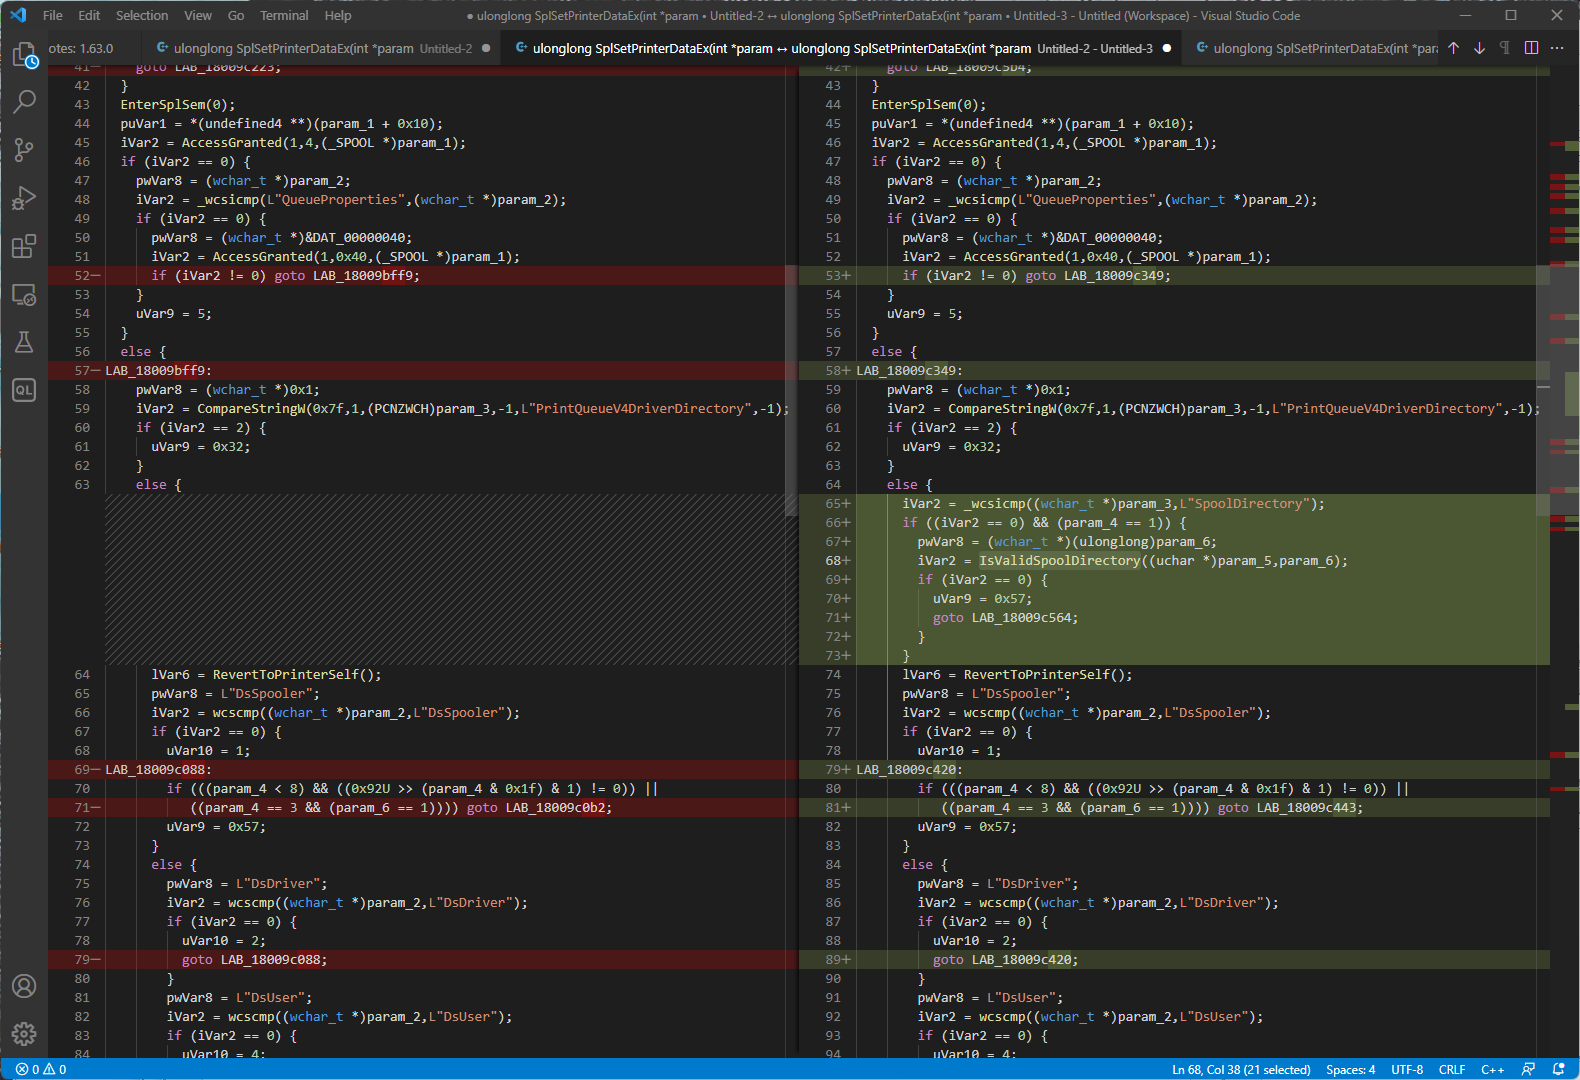 File Edit Selection View Go Terminal Help
● ulonglong SplSetPrinterDataEx(int *param • Untitled-2 ↔ ulonglong SplSetPrinterDataEx(int *param • Untitled-3 - Untitled (Workspace) - Visual Studio Code
otes: 1.63.0
ulonglong SplSetPrinterDataEx(int *param Untitled-2 ●
ulonglong SplSetPrinterDataEx(int *param ↔ ulonglong SplSetPrinterDataEx(int *param Untitled-2 - Untitled-3 ●
ulonglong SplSetPrinterDataEx(int *par
41− goto LAB_18009c223;
42 }
43 EnterSplSem(0);
44 puVar1 = *(undefined4 **)(param_1 + 0x10);
45 iVar2 = AccessGranted(1,4,(_SPOOL *)param_1);
46 if (iVar2 == 0) {
47 pwVar8 = (wchar_t *)param_2;
48 iVar2 = _wcsicmp(L"QueueProperties",(wchar_t *)param_2);
49 if (iVar2 == 0) {
50 pwVar8 = (wchar_t *)&DAT_00000040;
51 iVar2 = AccessGranted(1,0x40,(_SPOOL *)param_1);
52− if (iVar2 != 0) goto LAB_18009bff9;
53 }
54 uVar9 = 5;
55 }
56 else {
57− LAB_18009bff9:
58 pwVar8 = (wchar_t *)0x1;
59 iVar2 = CompareStringW(0x7f,1,(PCNZWCH)param_3,-1,L"PrintQueueV4DriverDirectory",-1);
60 if (iVar2 == 2) {
61 uVar9 = 0x32;
62 }
63 else {
64 lVar6 = RevertToPrinterSelf();
65 pwVar8 = L"DsSpooler";
66 iVar2 = wcscmp((wchar_t *)param_2,L"DsSpooler");
67 if (iVar2 == 0) {
68 uVar10 = 1;
69− LAB_18009c088:
70 if (((param_4 < 8) && ((0x92U >> (param_4 & 0x1f) & 1) != 0)) ||
71− ((param_4 == 3 && (param_6 == 1)))) goto LAB_18009c0b2;
72 uVar9 = 0x57;
73 }
74 else {
75 pwVar8 = L"DsDriver";
76 iVar2 = wcscmp((wchar_t *)param_2,L"DsDriver");
77 if (iVar2 == 0) {
78 uVar10 = 2;
79− goto LAB_18009c088;
80 }
81 pwVar8 = L"DsUser";
82 iVar2 = wcscmp((wchar_t *)param_2,L"DsUser");
83 if (iVar2 == 0) {
84 uVar10 = 4;
42+ goto LAB_18009c5b4;
43 }
44 EnterSplSem(0);
45 puVar1 = *(undefined4 **)(param_1 + 0x10);
46 iVar2 = AccessGranted(1,4,(_SPOOL *)param_1);
47 if (iVar2 == 0) {
48 pwVar8 = (wchar_t *)param_2;
49 iVar2 = _wcsicmp(L"QueueProperties",(wchar_t *)param_2);
50 if (iVar2 == 0) {
51 pwVar8 = (wchar_t *)&DAT_00000040;
52 iVar2 = AccessGranted(1,0x40,(_SPOOL *)param_1);
53+ if (iVar2 != 0) goto LAB_18009c349;
54 }
55 uVar9 = 5;
56 }
57 else {
58+ LAB_18009c349:
59 pwVar8 = (wchar_t *)0x1;
60 iVar2 = CompareStringW(0x7f,1,(PCNZWCH)param_3,-1,L"PrintQueueV4DriverDirectory",-1);
61 if (iVar2 == 2) {
62 uVar9 = 0x32;
63 }
64 else {
65+ iVar2 = _wcsicmp((wchar_t *)param_3,L"SpoolDirectory");
66+ if ((iVar2 == 0) && (param_4 == 1)) {
67+ pwVar8 = (wchar_t *)(ulonglong)param_6;
68+ iVar2 = IsValidSpoolDirectory((uchar *)param_5,param_6);
69+ if (iVar2 == 0) {
70+ uVar9 = 0x57;
71+ goto LAB_18009c564;
72+ }
73+ }
74 lVar6 = RevertToPrinterSelf();
75 pwVar8 = L"DsSpooler";
76 iVar2 = wcscmp((wchar_t *)param_2,L"DsSpooler");
77 if (iVar2 == 0) {
78 uVar10 = 1;
79+ LAB_18009c420:
80 if (((param_4 < 8) && ((0x92U >> (param_4 & 0x1f) & 1) != 0)) ||
81+ ((param_4 == 3 && (param_6 == 1)))) goto LAB_18009c443;
82 uVar9 = 0x57;
83 }
84 else {
85 pwVar8 = L"DsDriver";
86 iVar2 = wcscmp((wchar_t *)param_2,L"DsDriver");
87 if (iVar2 == 0) {
88 uVar10 = 2;
89+ goto LAB_18009c420;
90 }
91 pwVar8 = L"DsUser";
92 iVar2 = wcscmp((wchar_t *)param_2,L"DsUser");
93 if (iVar2 == 0) {
94 uVar10 = 4;
QL
0 0
Ln 68, Col 38 (21 selected) Spaces: 4 UTF-8 CRLF C++